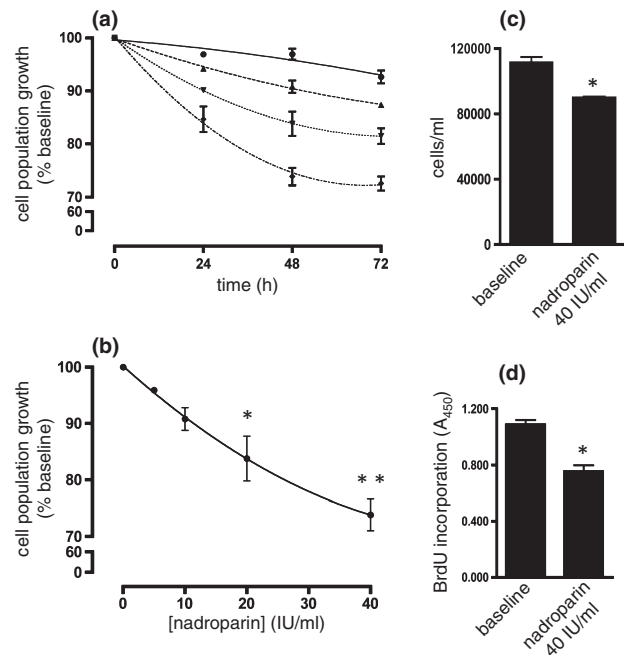 (a)
cell population growth
(% baseline)
100
90
80
70
60
0
0
24
48
72
time (h)
(b)
cell population growth
(% baseline)
100
90
80
70
60
0
*
* *
0
10
20
30
40
[nadroparin] (IU/ml)
(c)
cells/ml
120000
80000
40000
0
*
baseline
nadroparin
40 IU/ml
(d)
BrdU incorporation (A450)
1.200
0.800
0.400
0.000
*
baseline
nadroparin
40 IU/ml